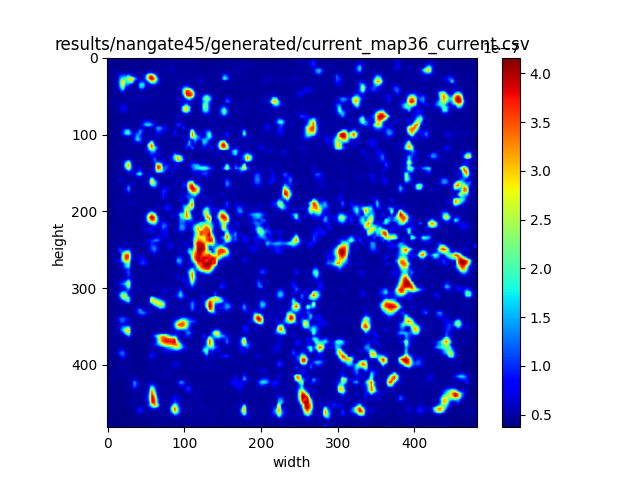 results/nangate45/generated/current_map36_current.csv
1e−7
0
100
200
300
400
height
0 100 200 300 400
width
4.0
3.5
3.0
2.5
2.0
1.5
1.0
0.5